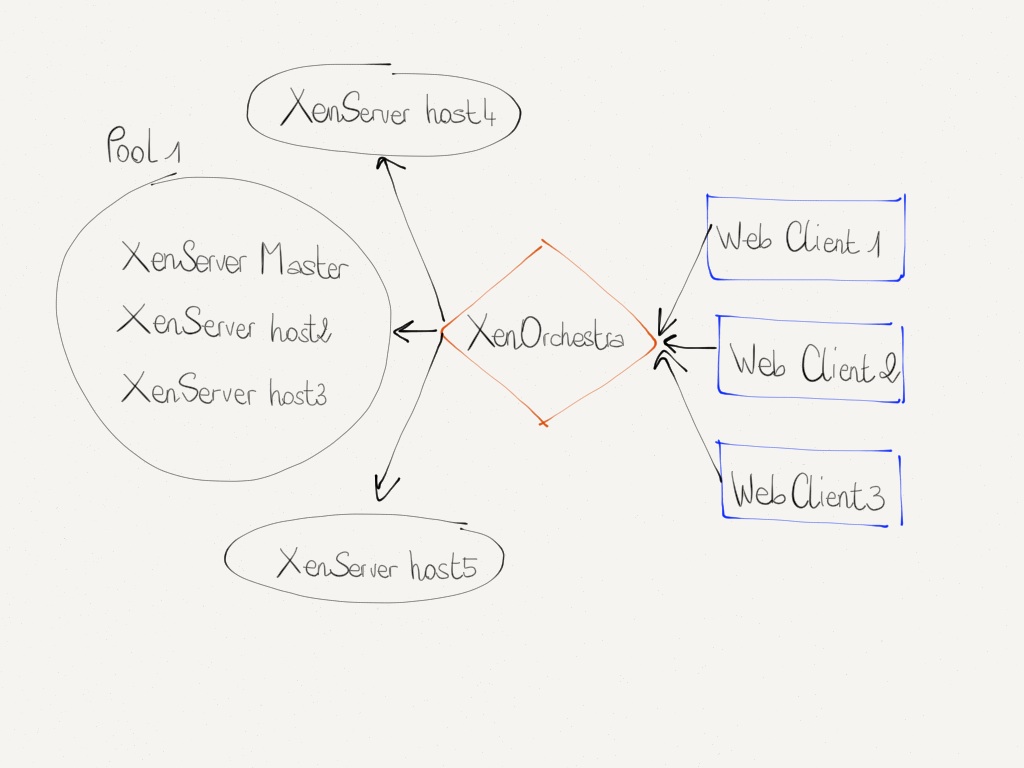 XenServer host4
Pool 1
XenServer Master
XenServer host2
XenServer host3
XenOrchestra
Web Client 1
Web Client 2
Web Client 3
XenServer host5